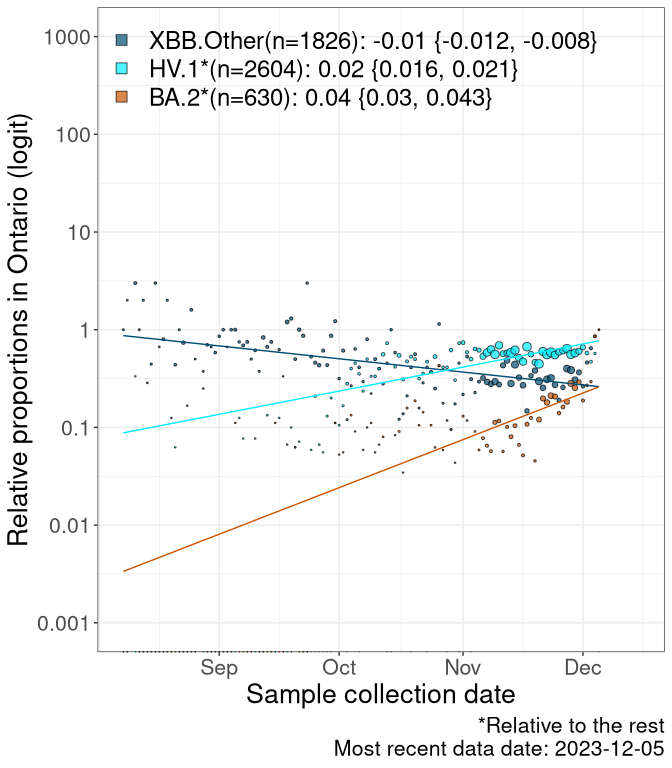 XBB.Other(n=1826): -0.01 {-0.012, -0.008}
HV.1*(n=2604): 0.02 {0.016, 0.021}
BA.2*(n=630): 0.04 {0.03, 0.043}
Relative proportions in Ontario (logit)
1000
100
10
1
0.1
0.01
0.001
Sep Oct Nov Dec
Sample collection date
*Relative to the rest
Most recent data date: 2023-12-05